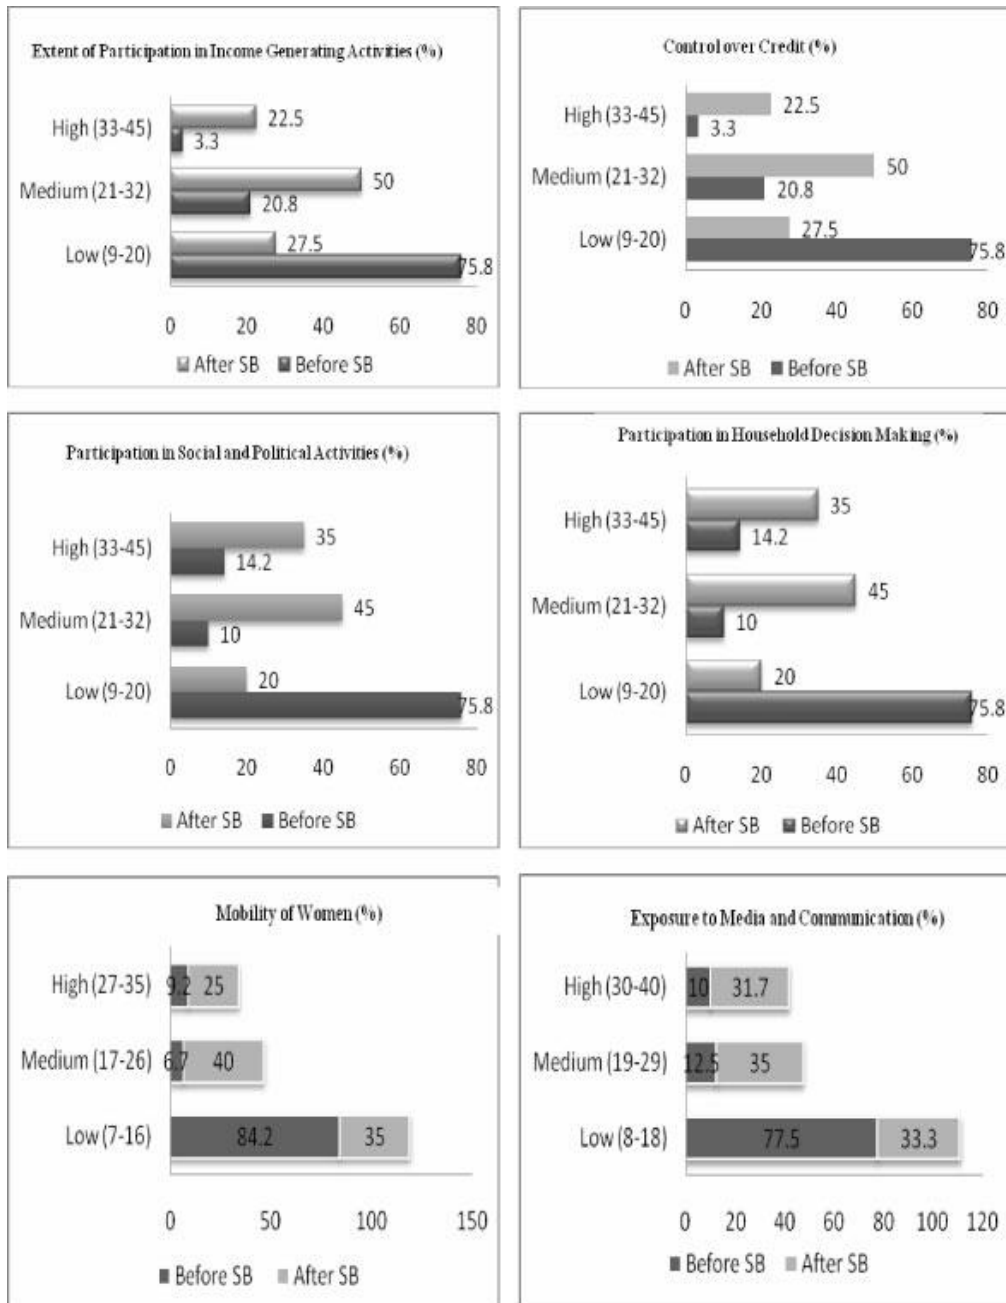 Extent of Participation in Income Generating Activities (%)
High (33-45)
22.5
3.3
Medium (21-32)
50
20.8
Low (9-20)
27.5
75.8
0 20 40 60 80
After SB Before SB
Control over Credit (%)
High (33-45)
22.5
3.3
Medium (21-32)
50
20.8
Low (9-20)
27.5
75.8
0 20 40 60 80
After SB Before SB
Participation in Social and Political Activities (%)
High (33-45)
35
14.2
Medium (21-32)
45
10
Low (9-20)
20
75.8
0 20 40 60 80
After SB Before SB
Participation in Household Decision Making (%)
High (33-45)
35
14.2
Medium (21-32)
45
10
Low (9-20)
20
75.8
0 20 40 60 80
After SB Before SB
Mobility of Women (%)
High (27-35) 9.2 25
Medium (17-26) 6.7 40
Low (7-16) 84.2 35
0 50 100 150
Before SB After SB
Exposure to Media and Communication (%)
High (30-40) 10 31.7
Medium (19-29) 12.5 35
Low (8-18) 77.5 33.3
0 20 40 60 80 100 120
Before SB After SB